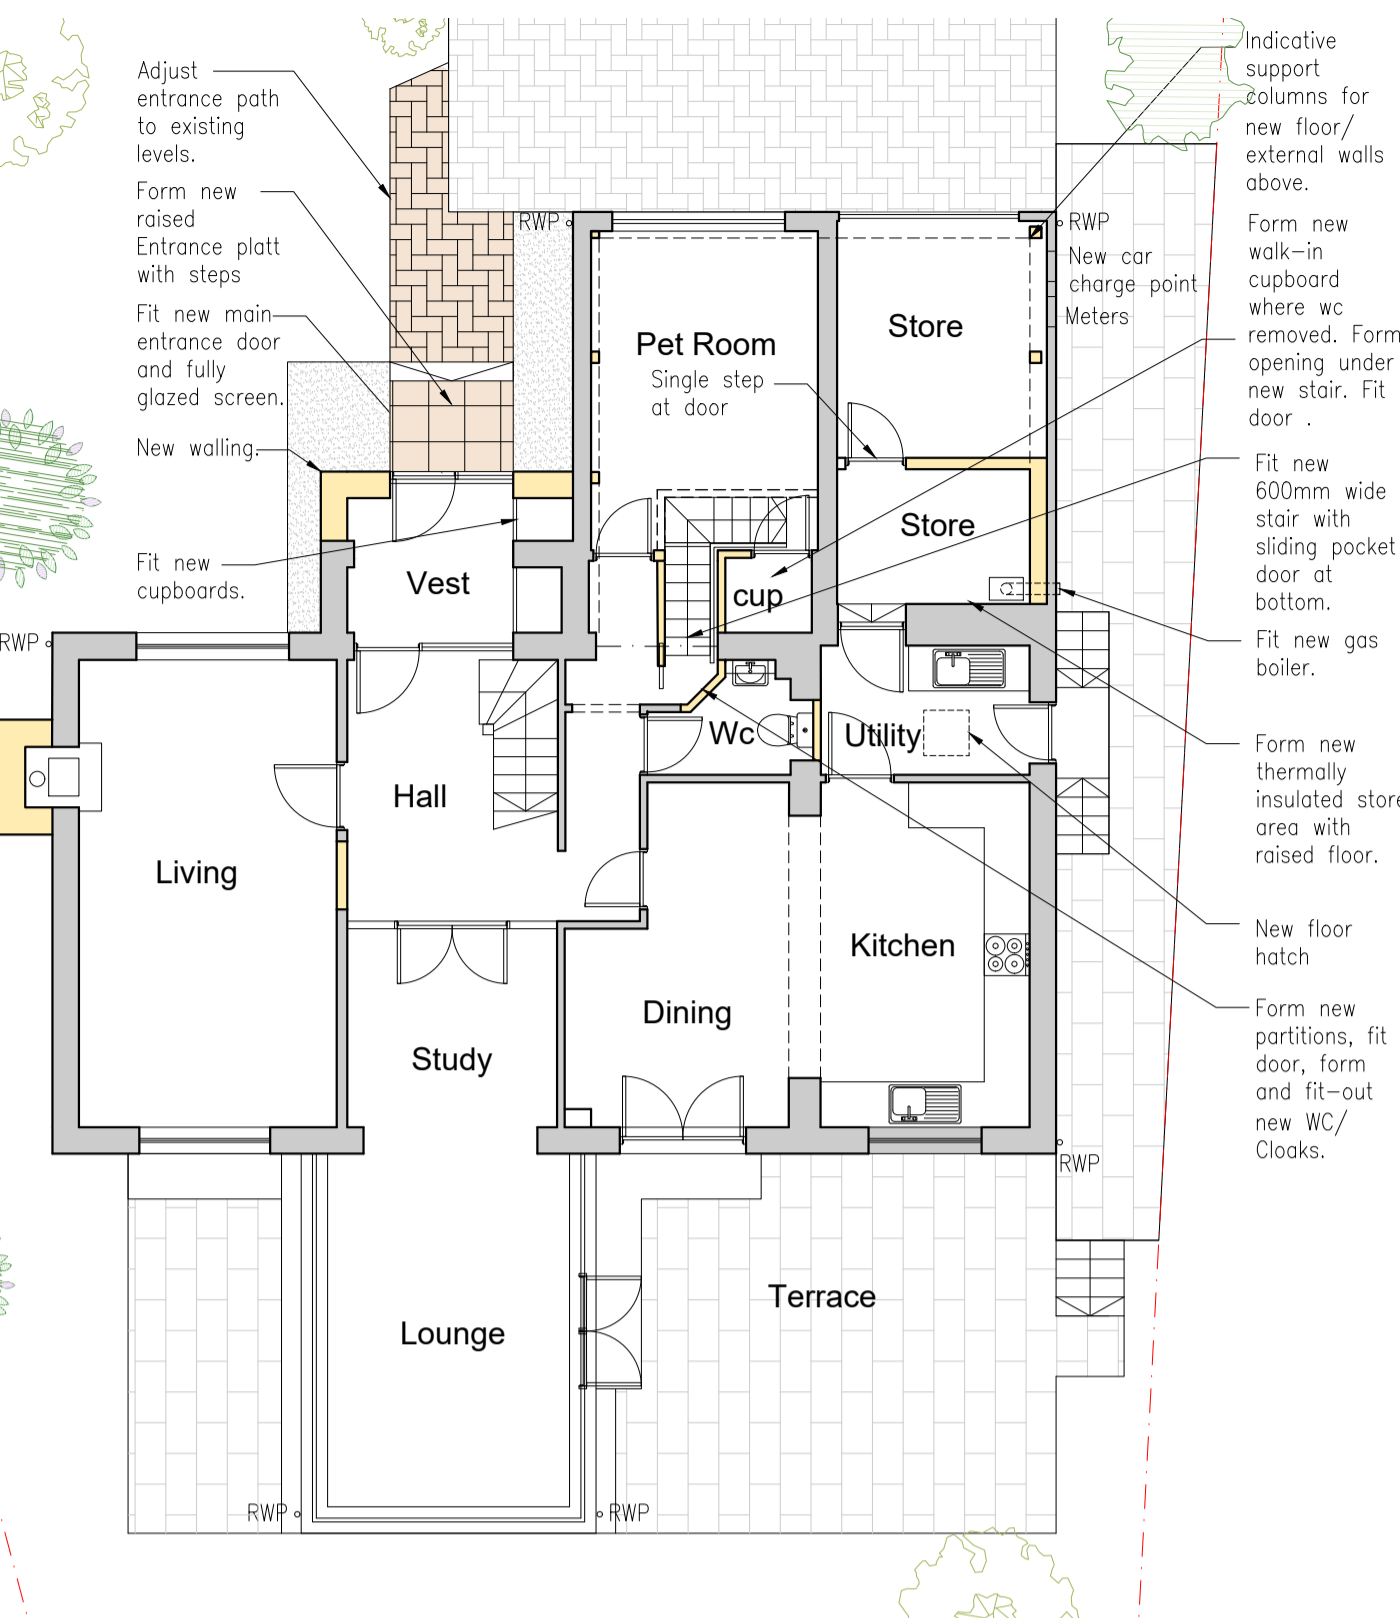 Adjust
entrance path
to existing
levels.
Form new
raised
Entrance platt
with steps
Fit new main
entrance door
and fully
glazed screen.
New walling.
Fit new
cupboards.
RWP
RWP
RWP
New car
charge point
Meters
Indicative
support
columns for
new floor/
external walls
above.
Form new
walk-in
cupboard
where wc
removed. Form
opening under
new stair. Fit
door .
Fit new
600mm wide
stair with
sliding pocket
door at
bottom.
Fit new gas
boiler.
Form new
thermally
insulated store
area with
raised floor.
New floor
hatch
Form new
partitions, fit
door, form
and fit-out
new WC/
Cloaks.
Pet Room
Single step
at door
Store
Store
Vest
cup
Wc
Utility
Hall
Living
Kitchen
Dining
Study
RWP
Terrace
Lounge
RWP
RWP